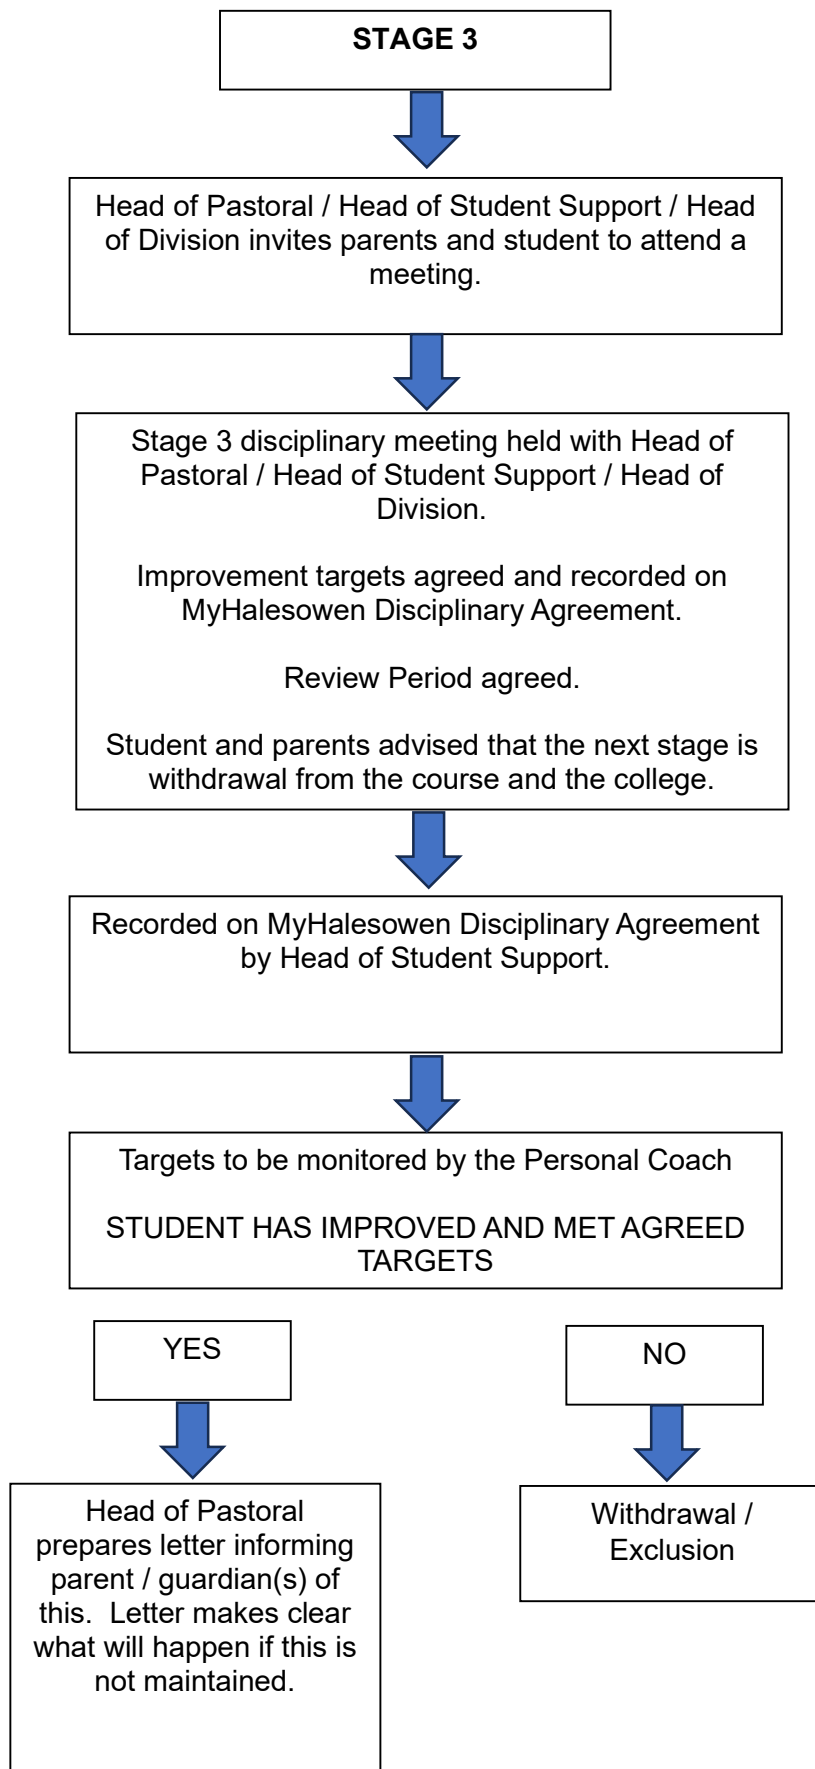 STAGE 3
Head of Pastoral / Head of Student Support / Head
of Division invites parents and student to attend a
meeting.
Stage 3 disciplinary meeting held with Head of
Pastoral / Head of Student Support / Head of
Division.
Improvement targets agreed and recorded on
MyHalesowen Disciplinary Agreement.
Review Period agreed.
Student and parents advised that the next stage is
withdrawal from the course and the college.
Recorded on MyHalesowen Disciplinary Agreement
by Head of Student Support.
Targets to be monitored by the Personal Coach
STUDENT HAS IMPROVED AND MET AGREED
TARGETS
YES
NO
Head of Pastoral
prepares letter informing
parent / guardian(s) of
this.  Letter makes clear
what will happen if this is
not maintained.
Withdrawal /
Exclusion